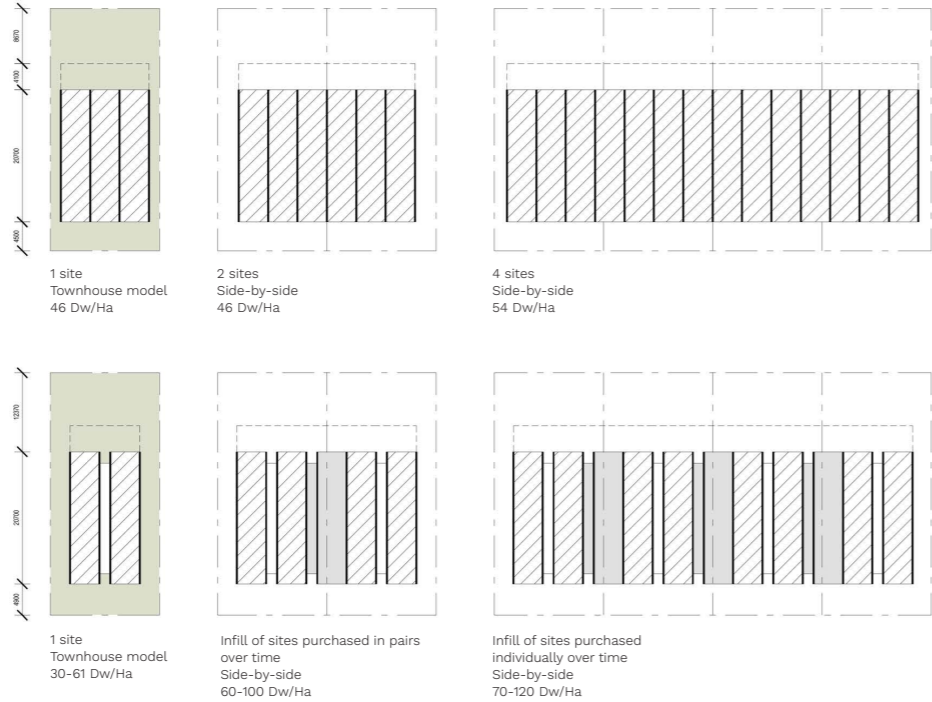 8670
4100
20700
4500
1 site
Townhouse model
46 Dw/Ha
2 sites
Side-by-side
46 Dw/Ha
4 sites
Side-by-side
54 Dw/Ha
12370
20700
4900
1 site
Townhouse model
30-61 Dw/Ha
Infill of sites purchased in pairs
over time
Side-by-side
60-100 Dw/Ha
Infill of sites purchased
individually over time
Side-by-side
70-120 Dw/Ha